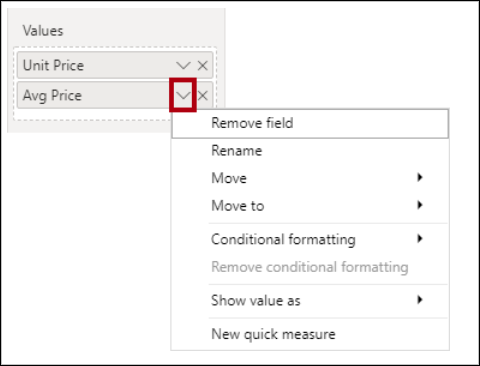 Values
Unit Price
Avg Price
Remove field
Rename
Move
Move to
Conditional formatting
Remove conditional formatting
Show value as
New quick measure